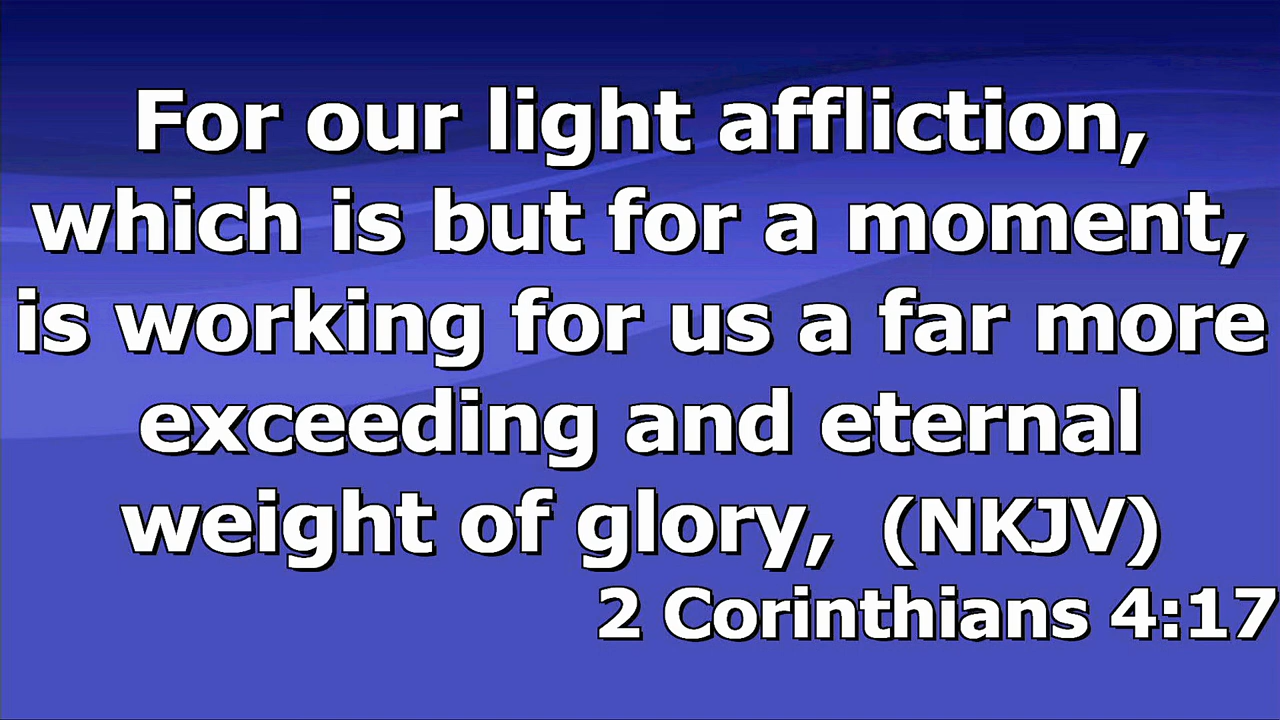 For our light affliction,
which is but for a moment,
is working for us a far more
exceeding and eternal
weight of glory, (NKJV)
2 Corinthians 4:17